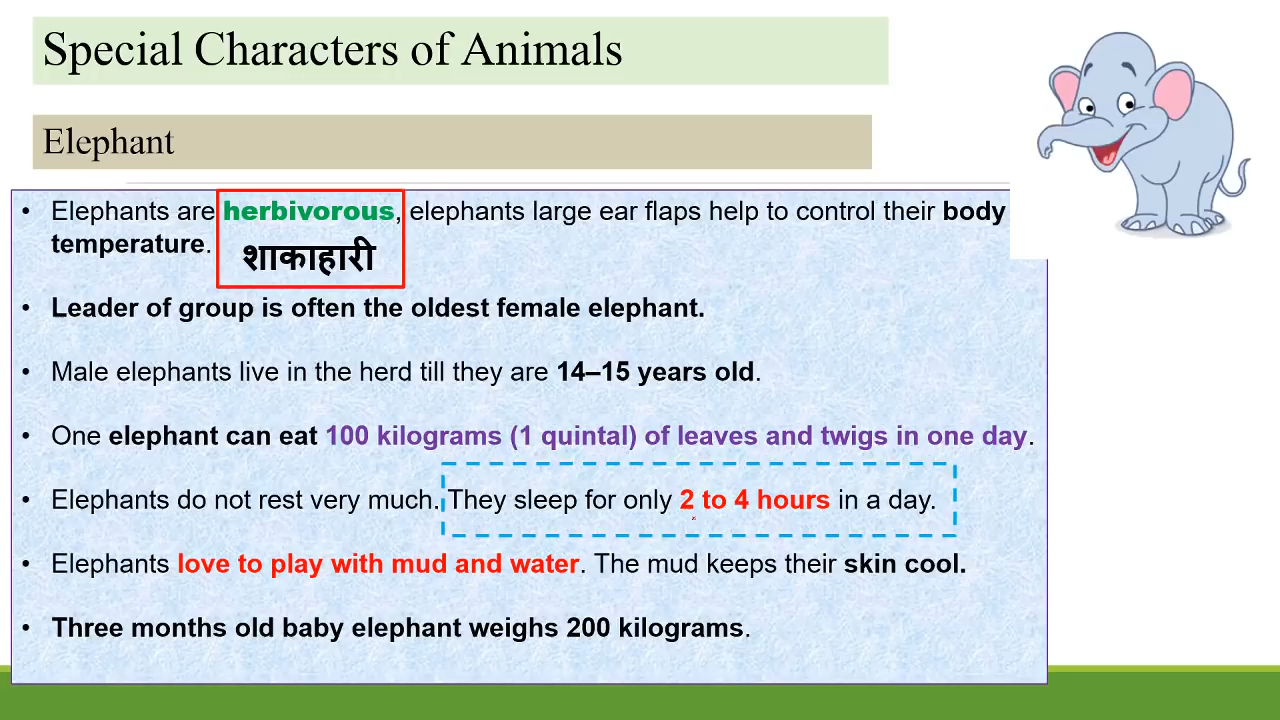 Special Characters of Animals
Elephant
• Elephants are herbivorous, elephants large ear flaps help to control their body
temperature.
शाकाहारी
• Leader of group is often the oldest female elephant.
• Male elephants live in the herd till they are 14–15 years old.
• One elephant can eat 100 kilograms (1 quintal) of leaves and twigs in one day.
• Elephants do not rest very much. They sleep for only 2 to 4 hours in a day.
• Elephants love to play with mud and water. The mud keeps their skin cool.
• Three months old baby elephant weighs 200 kilograms.